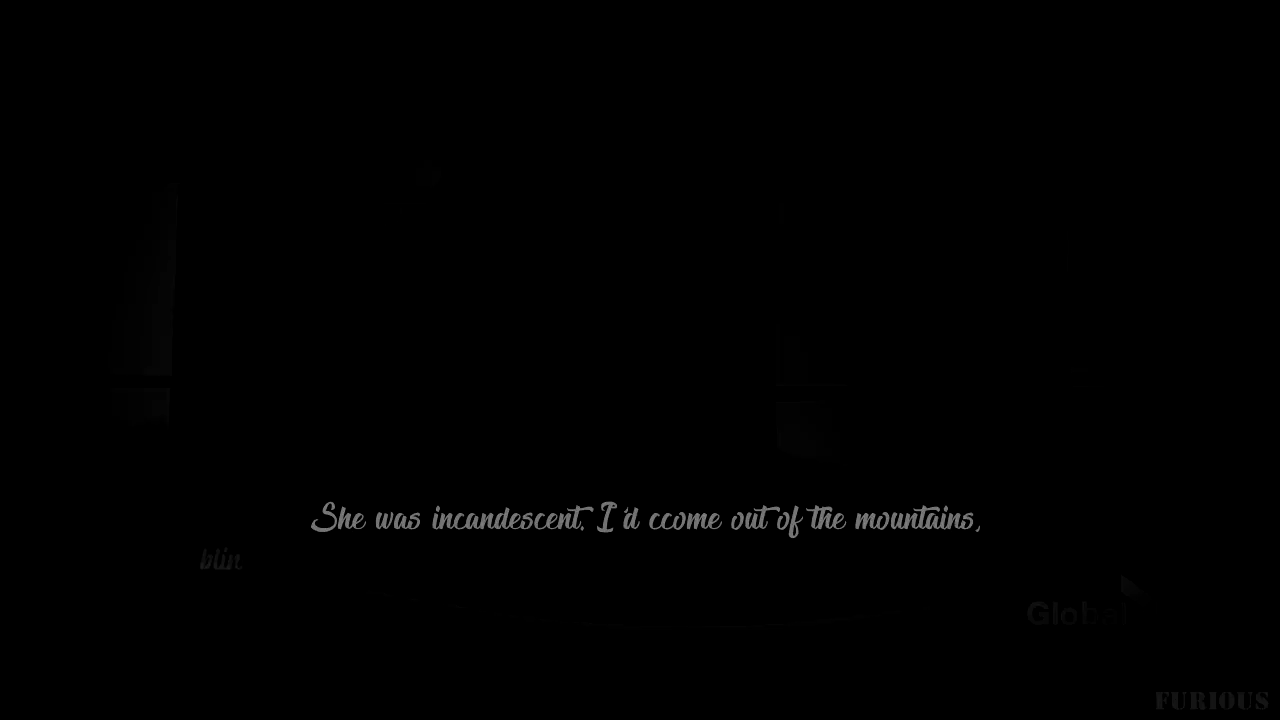 She was incandescent. I'd ccome out of the mountains,
blin
Global
FURIOUS